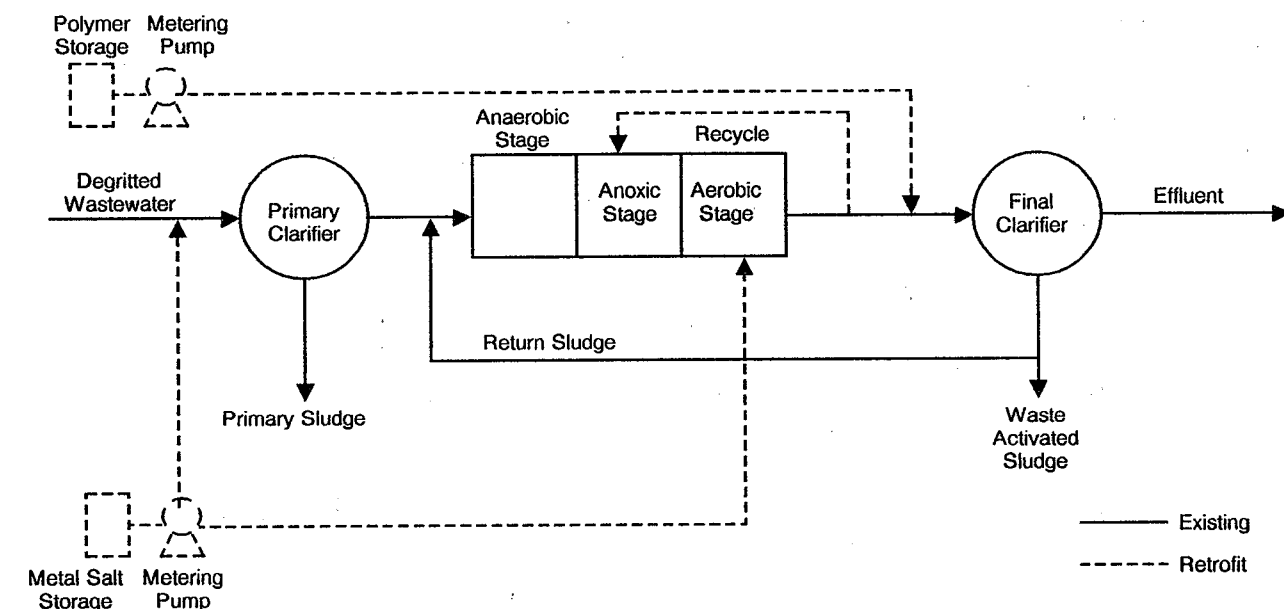 Polymer Storage
Metering Pump
Anaerobic Stage
Recycle
Degritted Wastewater
Primary Clarifier
Anoxic Stage
Aerobic Stage
Final Clarifier
Effluent
Return Sludge
Primary Sludge
Waste Activated Sludge
Existing
Retrofit
Metal Salt Storage
Metering Pump